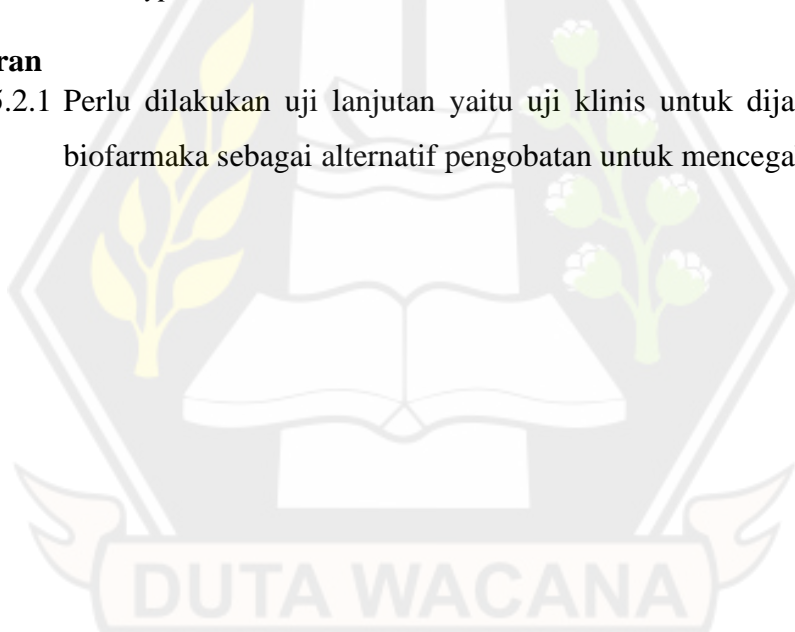 ran
5.2.1 Perlu dilakukan uji lanjutan yaitu uji klinis untuk dija
biofarmaka sebagai alternatif pengobatan untuk mencega
DUTA WACANA